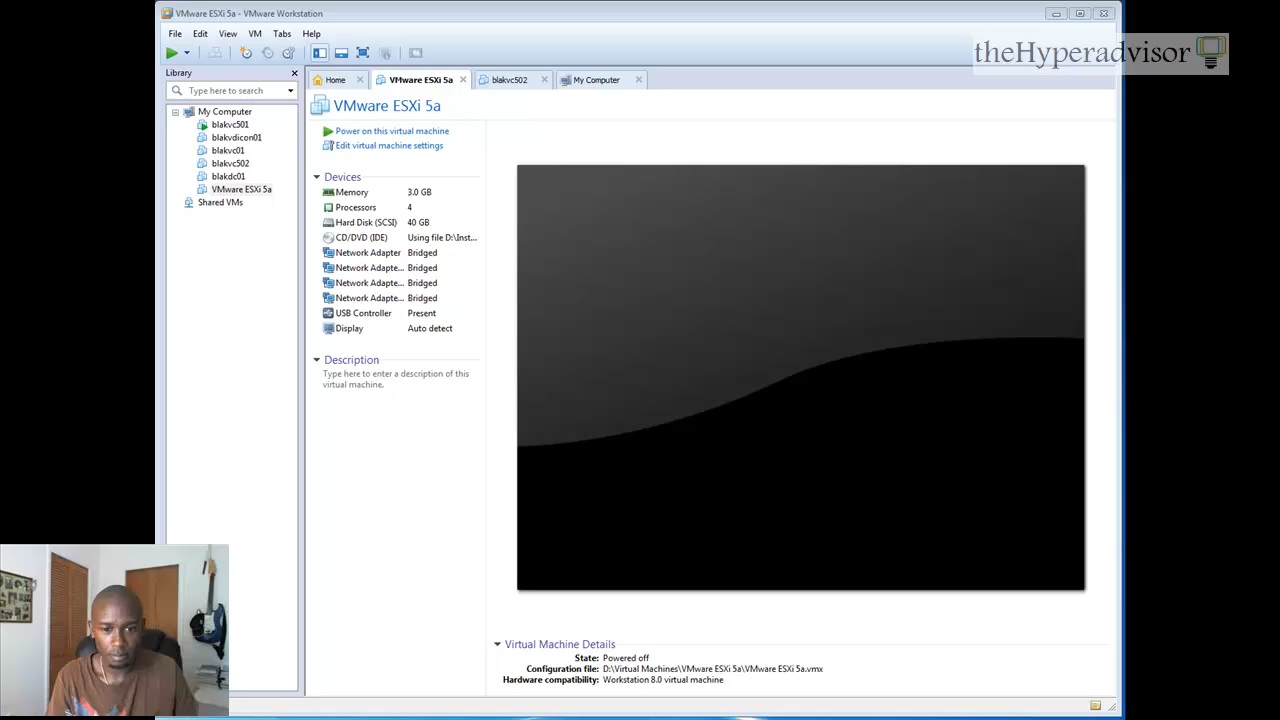 VMware ESXi 5a - VMware Workstation
File Edit View VM Tabs Help
theHyperadvisor
Library
Type here to search
My Computer
blakvc501
blakvdicon01
blakvc01
blakvc502
blakdc01
VMware ESXi 5a
Shared VMs
Home
VMware ESXi 5a
blakvc502
My Computer
VMware ESXi 5a
Power on this virtual machine
Edit virtual machine settings
Devices
Memory 3.0 GB
Processors 4
Hard Disk (SCSI) 40 GB
CD/DVD (IDE) Using file D:\Inst...
Network Adapter Bridged
Network Adapte... Bridged
Network Adapte... Bridged
Network Adapte... Bridged
USB Controller Present
Display Auto detect
Description
Type here to enter a description of this
virtual machine.
Virtual Machine Details
State: Powered off
Configuration file: D:\Virtual Machines\VMware ESXi 5a\VMware ESXi 5a.vmx
Hardware compatibility: Workstation 8.0 virtual machine